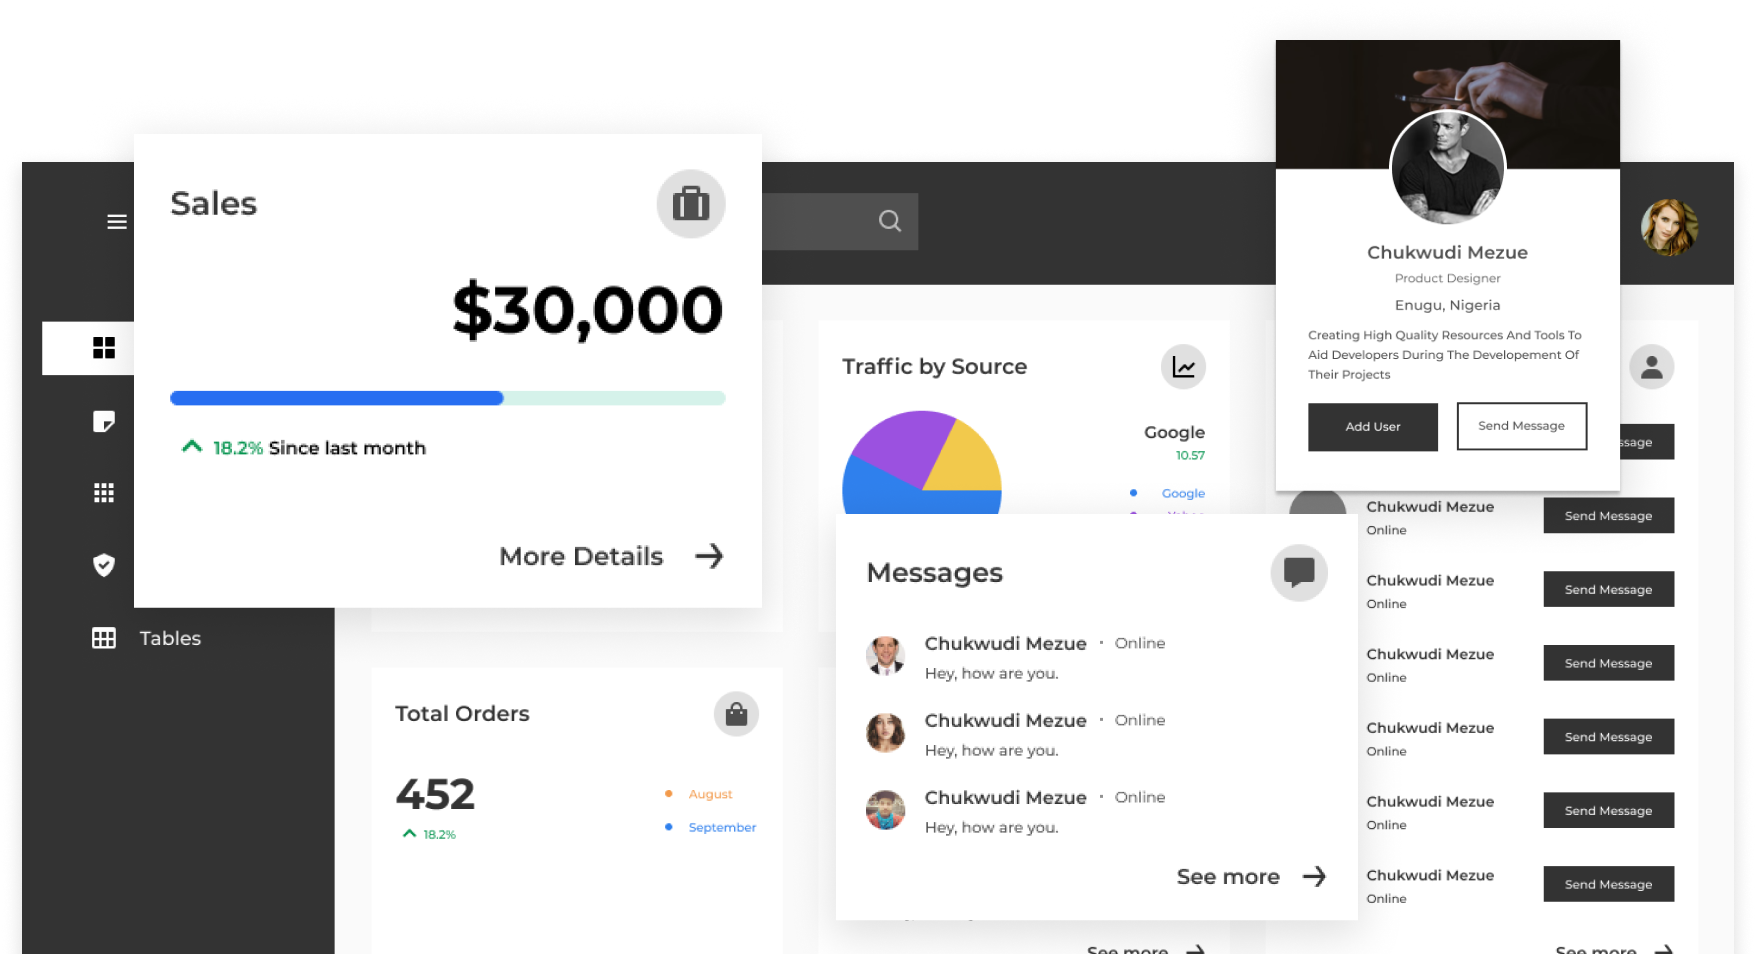 Sales
$30,000
18.2% Since last month
More Details
Tables
Total Orders
452
18.2%
August
September
Traffic by Source
Google
10.57
Google
Messages
Chukwudi Mezue · Online
Hey, how are you.
Chukwudi Mezue · Online
Hey, how are you.
Chukwudi Mezue · Online
Hey, how are you.
See more
See more
Chukwudi Mezue
Product Designer
Enugu, Nigeria
Creating High Quality Resources And Tools To
Aid Developers During The Developement Of
Their Projects
Add User
Send Message
Chukwudi Mezue
Online
Send Message
Chukwudi Mezue
Online
Send Message
Chukwudi Mezue
Online
Send Message
Chukwudi Mezue
Online
Send Message
Chukwudi Mezue
Online
Send Message
Chukwudi Mezue
Online
Send Message
See more